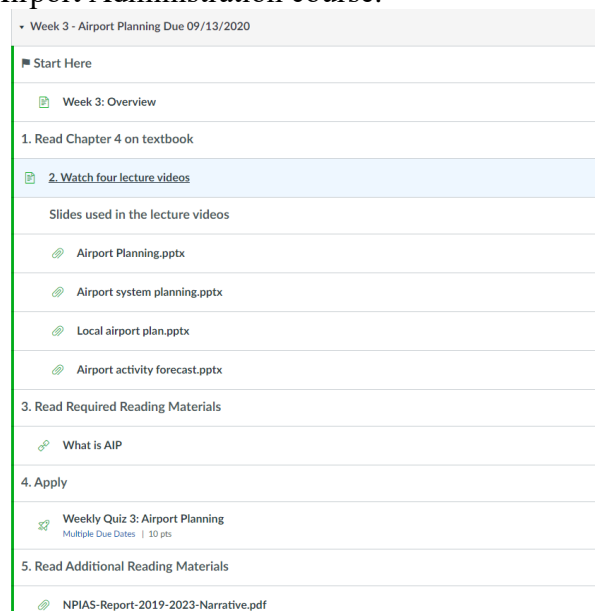 Airport Administration course.
Week 3 - Airport Planning Due 09/13/2020
Start Here
Week 3: Overview
1. Read Chapter 4 on textbook
2. Watch four lecture videos
Slides used in the lecture videos
Airport Planning.pptx
Airport system planning.pptx
Local airport plan.pptx
Airport activity forecast.pptx
3. Read Required Reading Materials
What is AIP
4. Apply
Weekly Quiz 3: Airport Planning
Multiple Due Dates | 10 pts
5. Read Additional Reading Materials
NPIAS-Report-2019-2023-Narrative.pdf